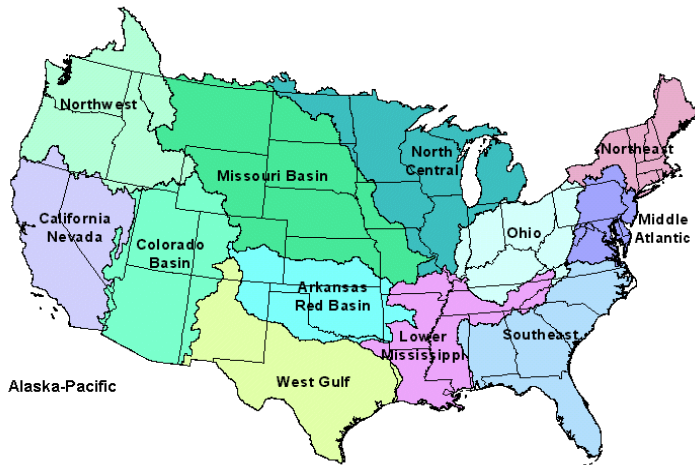 Northwest
Northeast
North
Central
Missouri Basin
California
Nevada
Colorado
Basin
Ohio
Middle
Atlantic
Arkansas
Red Basin
Lower
Mississippi
Southeast
West Gulf
Alaska-Pacific